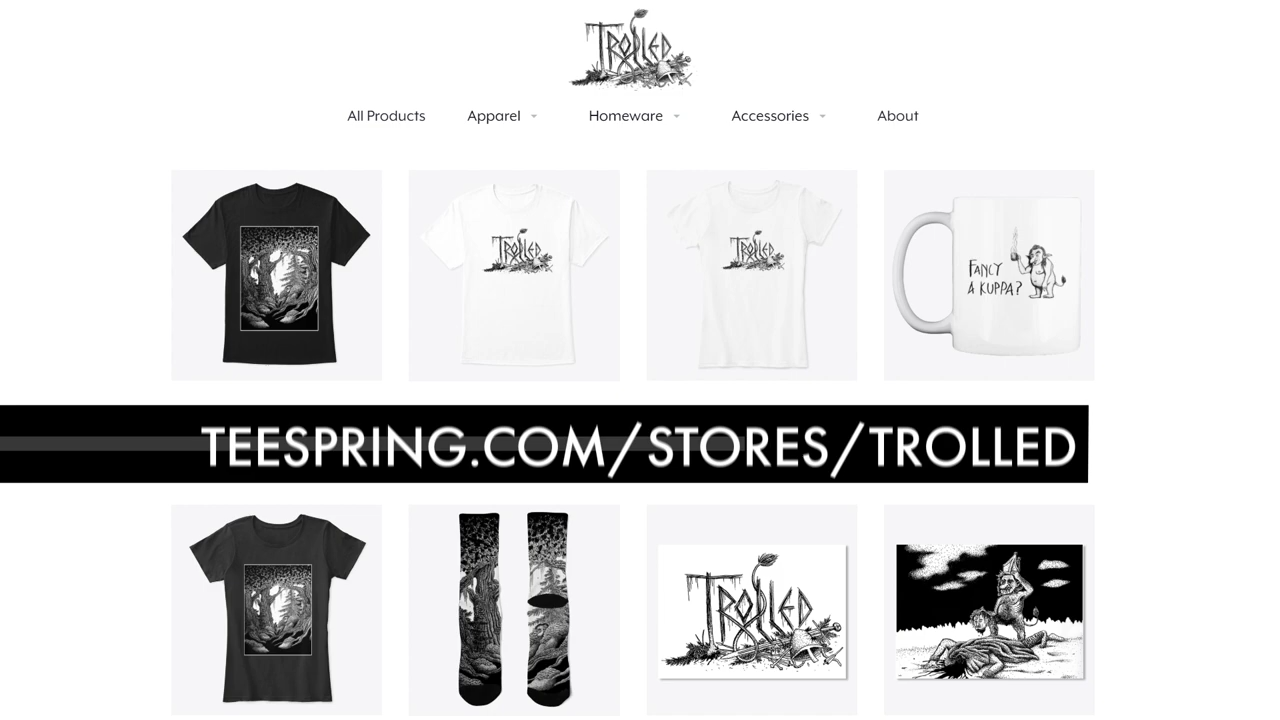 TROLLED
All Products Apparel Homeware Accessories About
TROLLED
TROLLED
FANCY
A KUPPA?
TEESPRING.COM/STORES/TROLLED
TROLLED